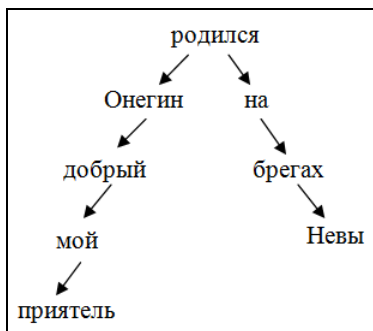 родился
Онегин на
добрый брегах
мой Невы
приятель